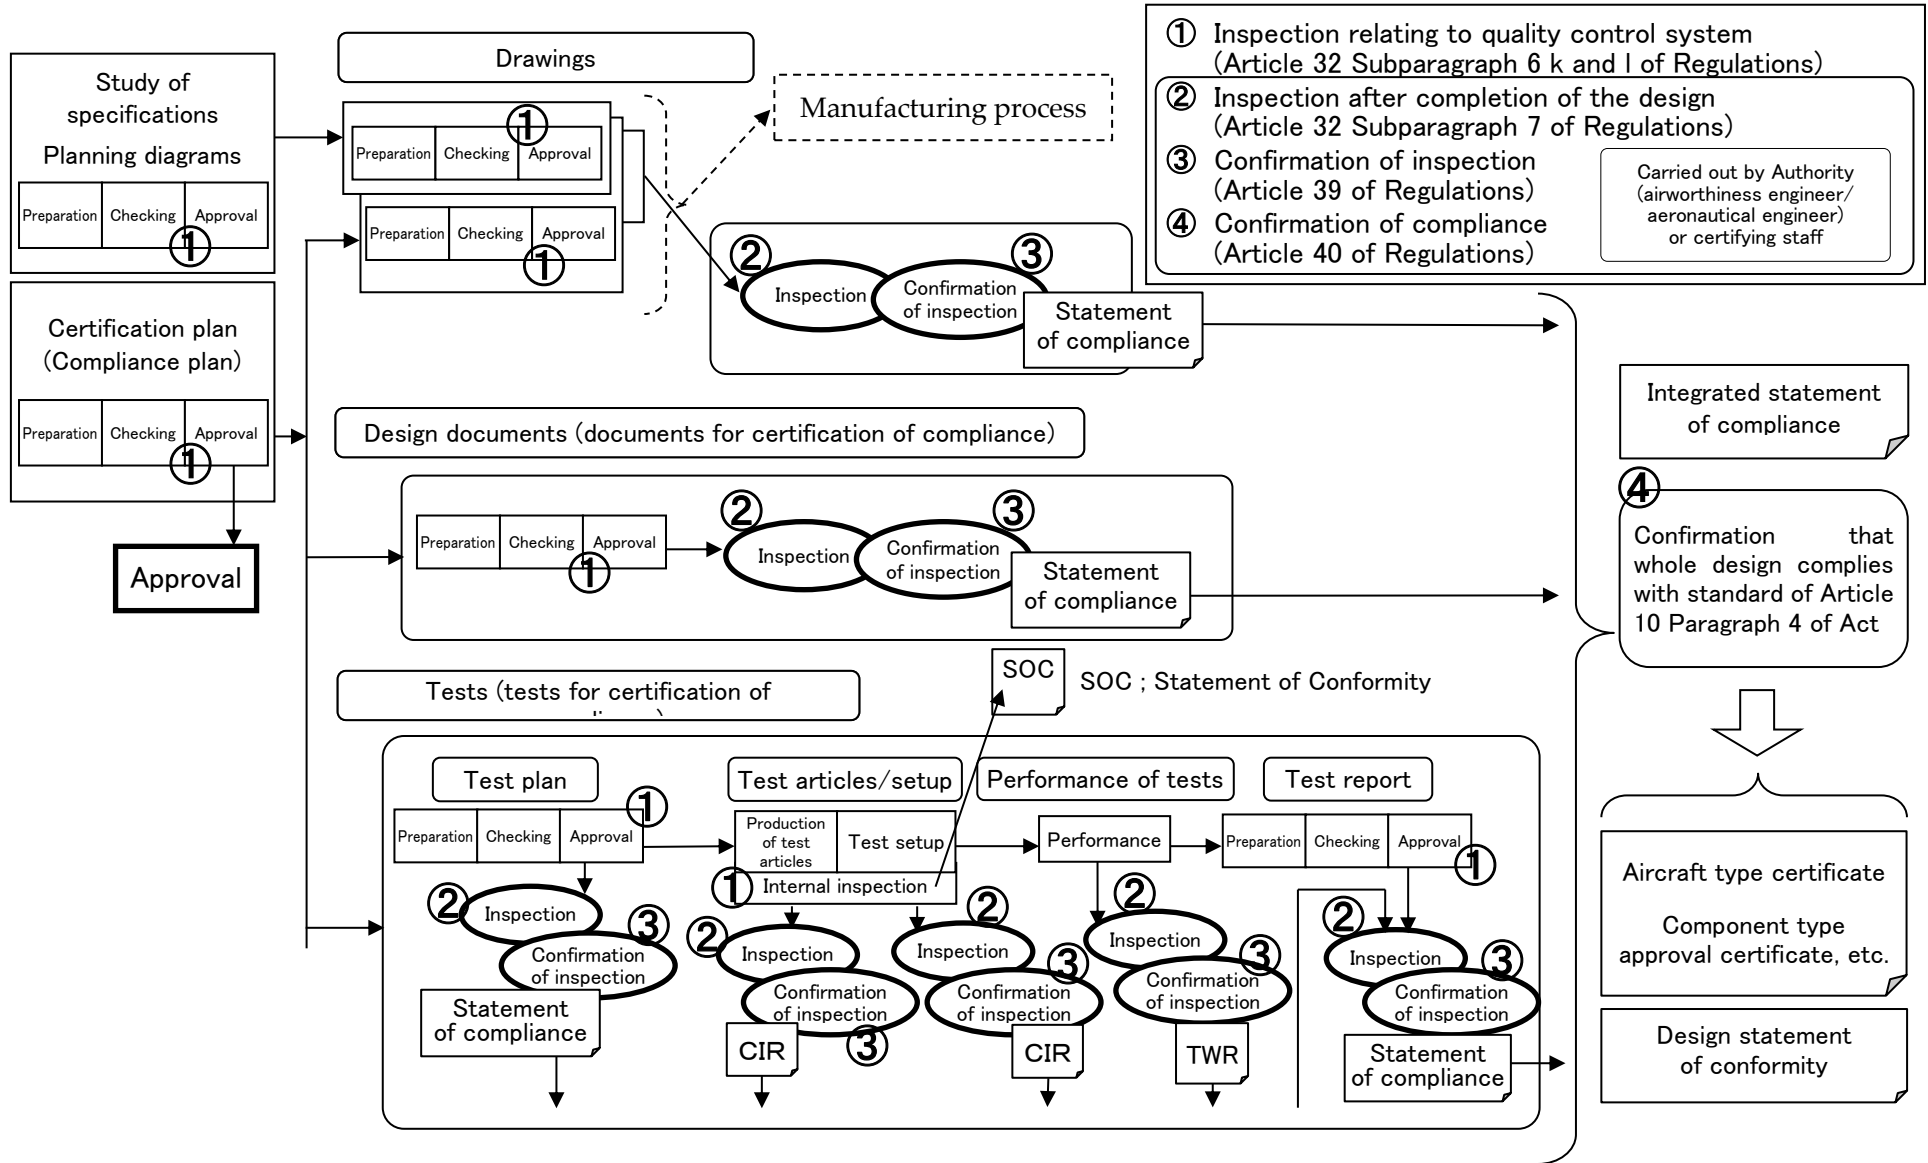 Study of
specifications
Planning diagrams
Preparation Checking Approval
①
Certification plan
(Compliance plan)
Preparation Checking Approval
①
Approval
Drawings
①
Preparation Checking Approval
Preparation Checking Approval
①
Manufacturing process
① Inspection relating to quality control system
(Article 32 Subparagraph 6 k and l of Regulations)
② Inspection after completion of the design
(Article 32 Subparagraph 7 of Regulations)
③ Confirmation of inspection
(Article 39 of Regulations)
④ Confirmation of compliance
(Article 40 of Regulations)
Carried out by Authority
(airworthiness engineer/
aeronautical engineer)
or certifying staff
② ③
Inspection
Confirmation
of inspection
Statement
of compliance
Design documents (documents for certification of compliance)
Preparation Checking Approval
①
② ③
Inspection
Confirmation
of inspection
Statement
of compliance
Tests (tests for certification of
SOC
SOC ; Statement of Conformity
Test plan
①
Preparation Checking Approval
②
Inspection
③
Confirmation
of inspection
Statement
of compliance
Test articles/setup
Production
of test
articles
Test setup
① Internal inspection
②
Inspection
Confirmation
of inspection
③
CIR
②
Inspection
③
Confirmation
of inspection
CIR
Performance of tests
Performance
②
Inspection
③
Confirmation
of inspection
TWR
Test report
Preparation Checking Approval
①
②
Inspection
③
Confirmation
of inspection
Statement
of compliance
Integrated statement
of compliance
④
Confirmation that
whole design complies
with standard of Article
10 Paragraph 4 of Act
Aircraft type certificate
Component type
approval certificate, etc.
Design statement
of conformity